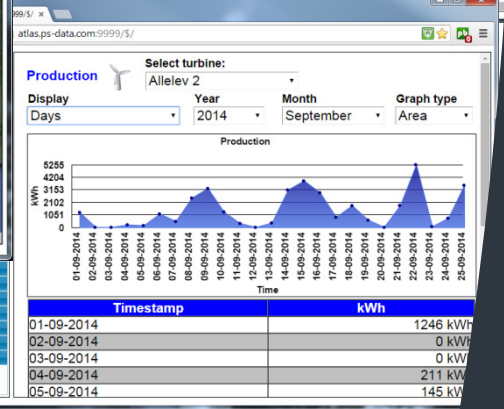 999/$/ ×
atlas.ps-data.com:9999/$/
Production
Select turbine:
Allelev 2
Display Year Month Graph type
Days 2014 September Area
Production
5255
4204
3153
2102
1051
0
kWh
01-09-2014
02-09-2014
03-09-2014
04-09-2014
05-09-2014
06-09-2014
07-09-2014
08-09-2014
09-09-2014
10-09-2014
11-09-2014
12-09-2014
13-09-2014
14-09-2014
15-09-2014
16-09-2014
17-09-2014
18-09-2014
19-09-2014
20-09-2014
21-09-2014
22-09-2014
23-09-2014
24-09-2014
25-09-2014
Time
Timestamp kWh
01-09-2014 1246 kWh
02-09-2014 0 kWh
03-09-2014 0 kWh
04-09-2014 211 kWh
05-09-2014 145 kW